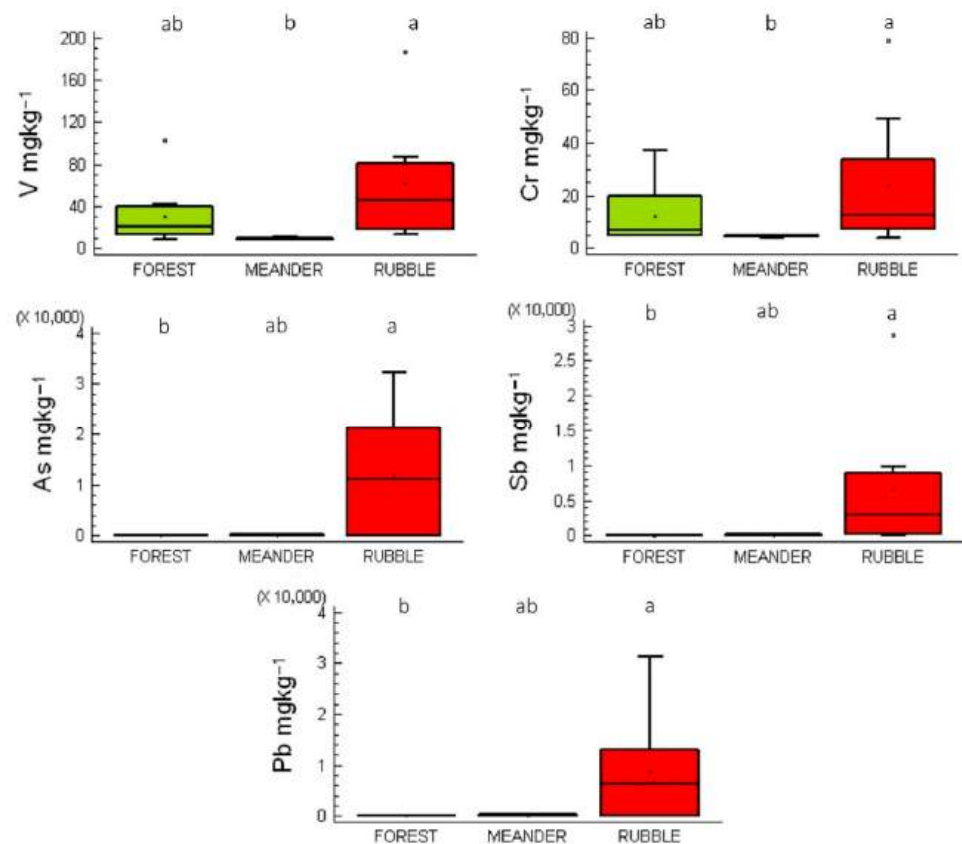 ab b a
200
160
120
80
40
0
V mgkg⁻¹
FOREST MEANDER RUBBLE
ab b a
80
60
40
20
0
Cr mgkg⁻¹
FOREST MEANDER RUBBLE
(X 10,000)
b ab a
4
3
2
1
0
As mgkg⁻¹
FOREST MEANDER RUBBLE
(X 10,000)
b ab a
3
2.5
2
1.5
1
0.5
0
Sb mgkg⁻¹
FOREST MEANDER RUBBLE
(X 10,000)
b ab a
4
3
2
1
0
Pb mgkg⁻¹
FOREST MEANDER RUBBLE